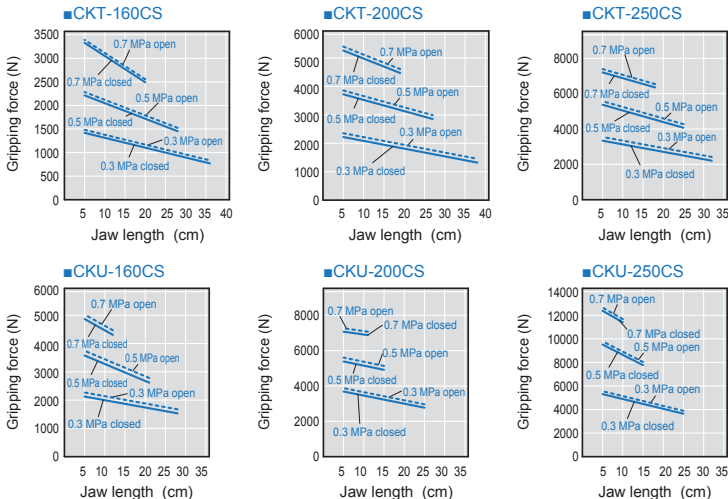 ■CKT-160CS
3500
3000
2500
2000
1500
1000
500
0
Gripping force (N)
0.7 MPa open
0.7 MPa closed
0.5 MPa open
0.5 MPa closed
0.3 MPa open
0.3 MPa closed
5 10 15 20 25 30 35 40
Jaw length (cm)
■CKT-200CS
6000
5000
4000
3000
2000
1000
0
Gripping force (N)
0.7 MPa open
0.7 MPa closed
0.5 MPa open
0.5 MPa closed
0.3 MPa open
0.3 MPa closed
5 10 15 20 25 30 35 40
Jaw length (cm)
■CKT-250CS
8000
6000
4000
2000
0
Gripping force (N)
0.7 MPa open
0.7 MPa closed
0.5 MPa open
0.5 MPa closed
0.3 MPa open
0.3 MPa closed
5 10 15 20 25 30 35
Jaw length (cm)
■CKU-160CS
6000
5000
4000
3000
2000
1000
0
Gripping force (N)
0.7 MPa open
0.7 MPa closed
0.5 MPa open
0.5 MPa closed
0.3 MPa open
0.3 MPa closed
5 10 15 20 25 30 35
Jaw length (cm)
■CKU-200CS
8000
6000
4000
2000
0
Gripping force (N)
0.7 MPa open
0.7 MPa closed
0.5 MPa open
0.5 MPa closed
0.3 MPa open
0.3 MPa closed
5 10 15 20 25 30 35
Jaw length (cm)
■CKU-250CS
14000
12000
10000
8000
6000
4000
2000
0
Gripping force (N)
0.7 MPa open
0.7 MPa closed
0.5 MPa open
0.5 MPa closed
0.3 MPa open
0.3 MPa closed
5 10 15 20 25 30 35
Jaw length (cm)